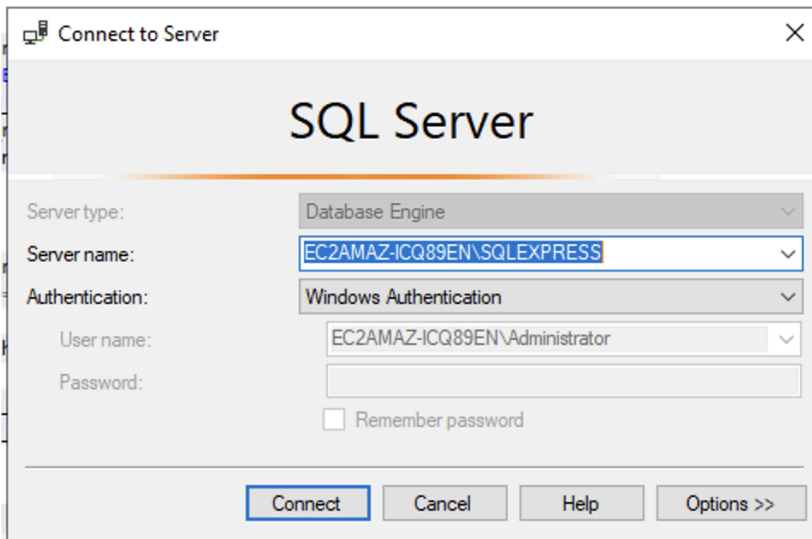 Connect to Server
SQL Server
Server type: Database Engine
Server name: EC2AMAZ-ICQ89EN\SQLEXPRESS
Authentication: Windows Authentication
User name: EC2AMAZ-ICQ89EN\Administrator
Password:
Remember password
Connect Cancel Help Options >>